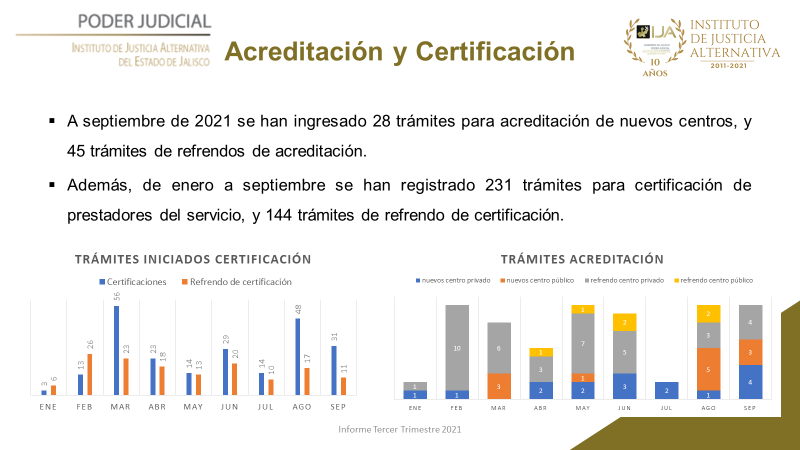 PODER JUDICIAL
INSTITUTO DE JUSTICIA ALTERNATIVA
DEL ESTADO DE JALISCO
Acreditación y Certificación
IJA
10
AÑOS
INSTITUTO
DE JUSTICIA
ALTERNATIVA
2011-2021
▪ A septiembre de 2021 se han ingresado 28 trámites para acreditación de nuevos centros, y
45 trámites de refrendos de acreditación.
▪ Además, de enero a septiembre se han registrado 231 trámites para certificación de
prestadores del servicio, y 144 trámites de refrendo de certificación.
TRÁMITES INICIADOS CERTIFICACIÓN
Certificaciones Refrendo de certificación
3 6 13 26 56 23 23 18 14 13 29 20 14 10 48 17 31 11
ENE FEB MAR ABR MAY JUN JUL AGO SEP
TRÁMITES ACREDITACIÓN
nuevos centro privado nuevos centro público refrendo centro privado refrendo centro público
1 1
1 10
3 6
2 3 1
2 1 7 1
3 5 2
2
1 5 3 2
4 3 4
ENE FEB MAR ABR MAY JUN JUL AGO SEP
Informe Tercer Trimestre 2021